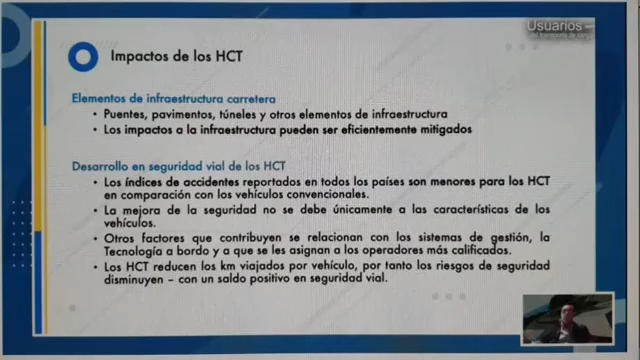 Usuarios
del transporte de carga
Impactos de los HCT
Elementos de infraestructura carretera
• Puentes, pavimentos, túneles y otros elementos de infraestructura
• Los impactos a la infraestructura pueden ser eficientemente mitigados
Desarrollo en seguridad vial de los HCT
• Los índices de accidentes reportados en todos los países son menores para los HCT
en comparación con los vehículos convencionales.
• La mejora de la seguridad no se debe únicamente a las características de los
vehículos.
• Otros factores que contribuyen se relacionan con los sistemas de gestión, la
Tecnología a bordo y a que se les asignan a los operadores más calificados.
• Los HCT reducen los km viajados por vehículo, por tanto los riesgos de seguridad
disminuyen – con un saldo positivo en seguridad vial.